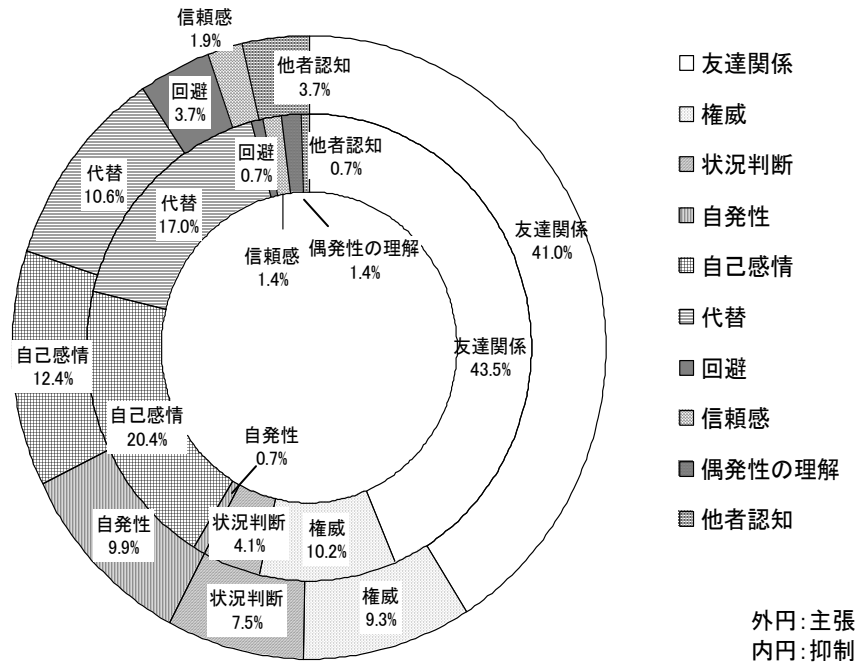 信頼感
1.9%
他者認知
3.7%
回避
3.7%
代替
10.6%
自己感情
12.4%
自発性
9.9%
状況判断
7.5%
権威
9.3%
友達関係
41.0%
他者認知
0.7%
回避
0.7%
代替
17.0%
信頼感
1.4%
偶発性の理解
1.4%
友達関係
43.5%
自己感情
20.4%
自発性
0.7%
状況判断
4.1%
権威
10.2%
友達関係
権威
状況判断
自発性
自己感情
代替
回避
信頼感
偶発性の理解
他者認知
外円:主張
内円:抑制